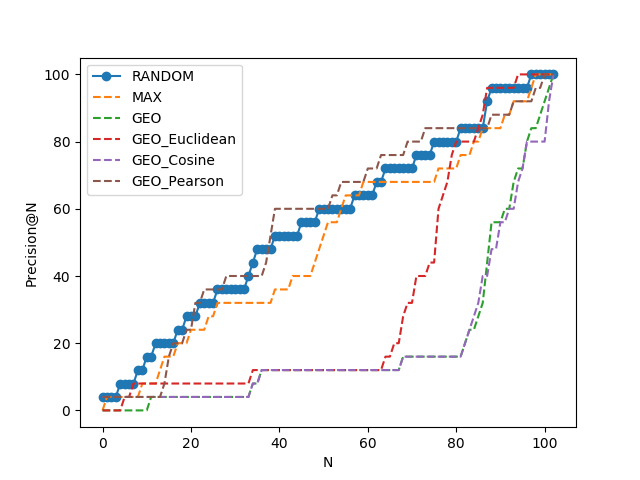 RANDOM
MAX
GEO
GEO_Euclidean
GEO_Cosine
GEO_Pearson
Precision@N
100
80
60
40
20
0
0 20 40 60 80 100
N